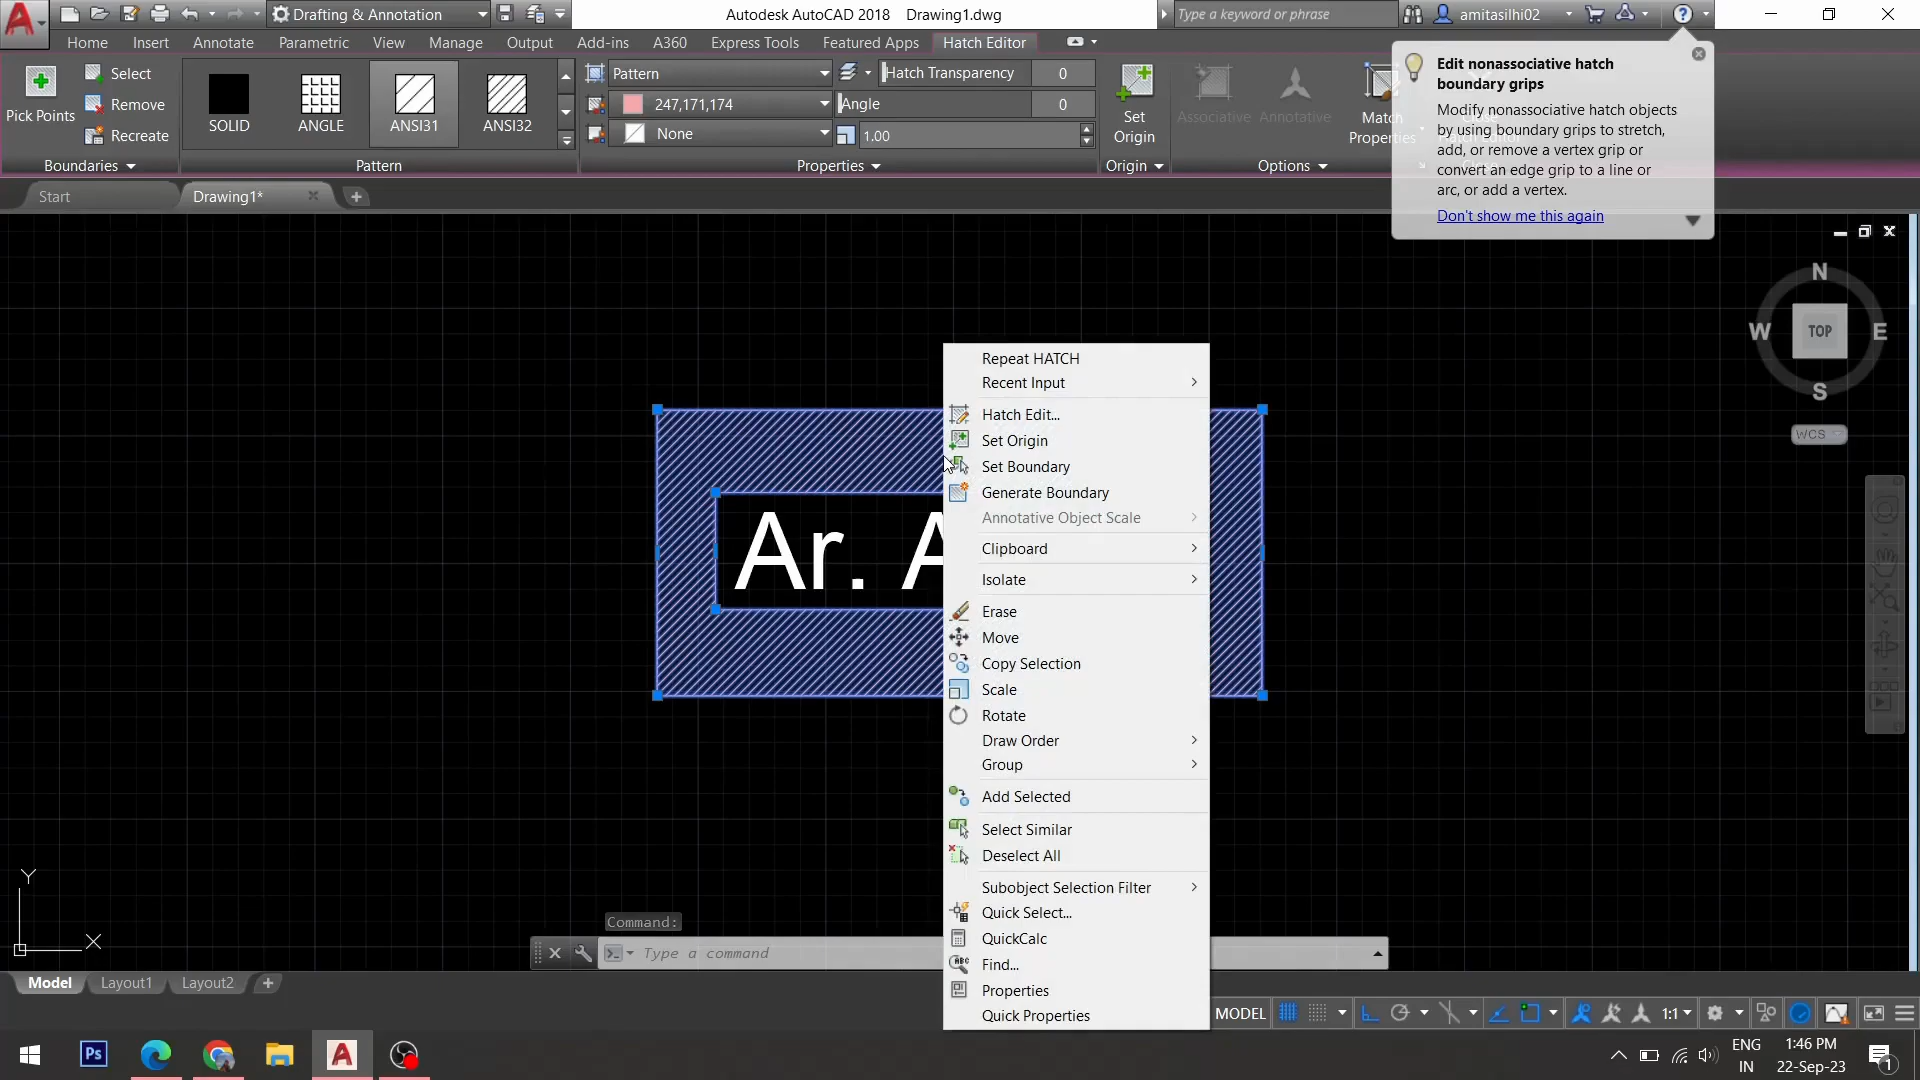 Drafting & Annotation
Autodesk AutoCAD 2018 Drawing1.dwg
Type a keyword or phrase
amitasilhi02
Home Insert Annotate Parametric View Manage Output Add-ins A360 Express Tools Featured Apps Hatch Editor
Pick Points
Select
Remove
Recreate
Boundaries
SOLID
ANGLE
ANSI31
ANSI32
Pattern
Pattern
247,171,174
None
Hatch Transparency 0
Angle 0
1.00
Properties
Set
Origin
Origin
Associative
Annotative
Match
Properties
Options
Edit nonassociative hatch
boundary grips
Modify nonassociative hatch objects
by using boundary grips to stretch,
add, or remove a vertex grip or
convert an edge grip to a line or
arc, or add a vertex.
Don't show me this again
Start
Drawing1*
N
W TOP E
S
WCS
Ar. A
Repeat HATCH
Recent Input
Hatch Edit...
Set Origin
Set Boundary
Generate Boundary
Annotative Object Scale
Clipboard
Isolate
Erase
Move
Copy Selection
Scale
Rotate
Draw Order
Group
Add Selected
Select Similar
Deselect All
Subobject Selection Filter
Quick Select...
QuickCalc
Find...
Properties
Quick Properties
Y
X
Command:
Type a command
Model Layout1 Layout2
MODEL
1:1
Ps
ENG
IN
1:46 PM
22-Sep-23
1